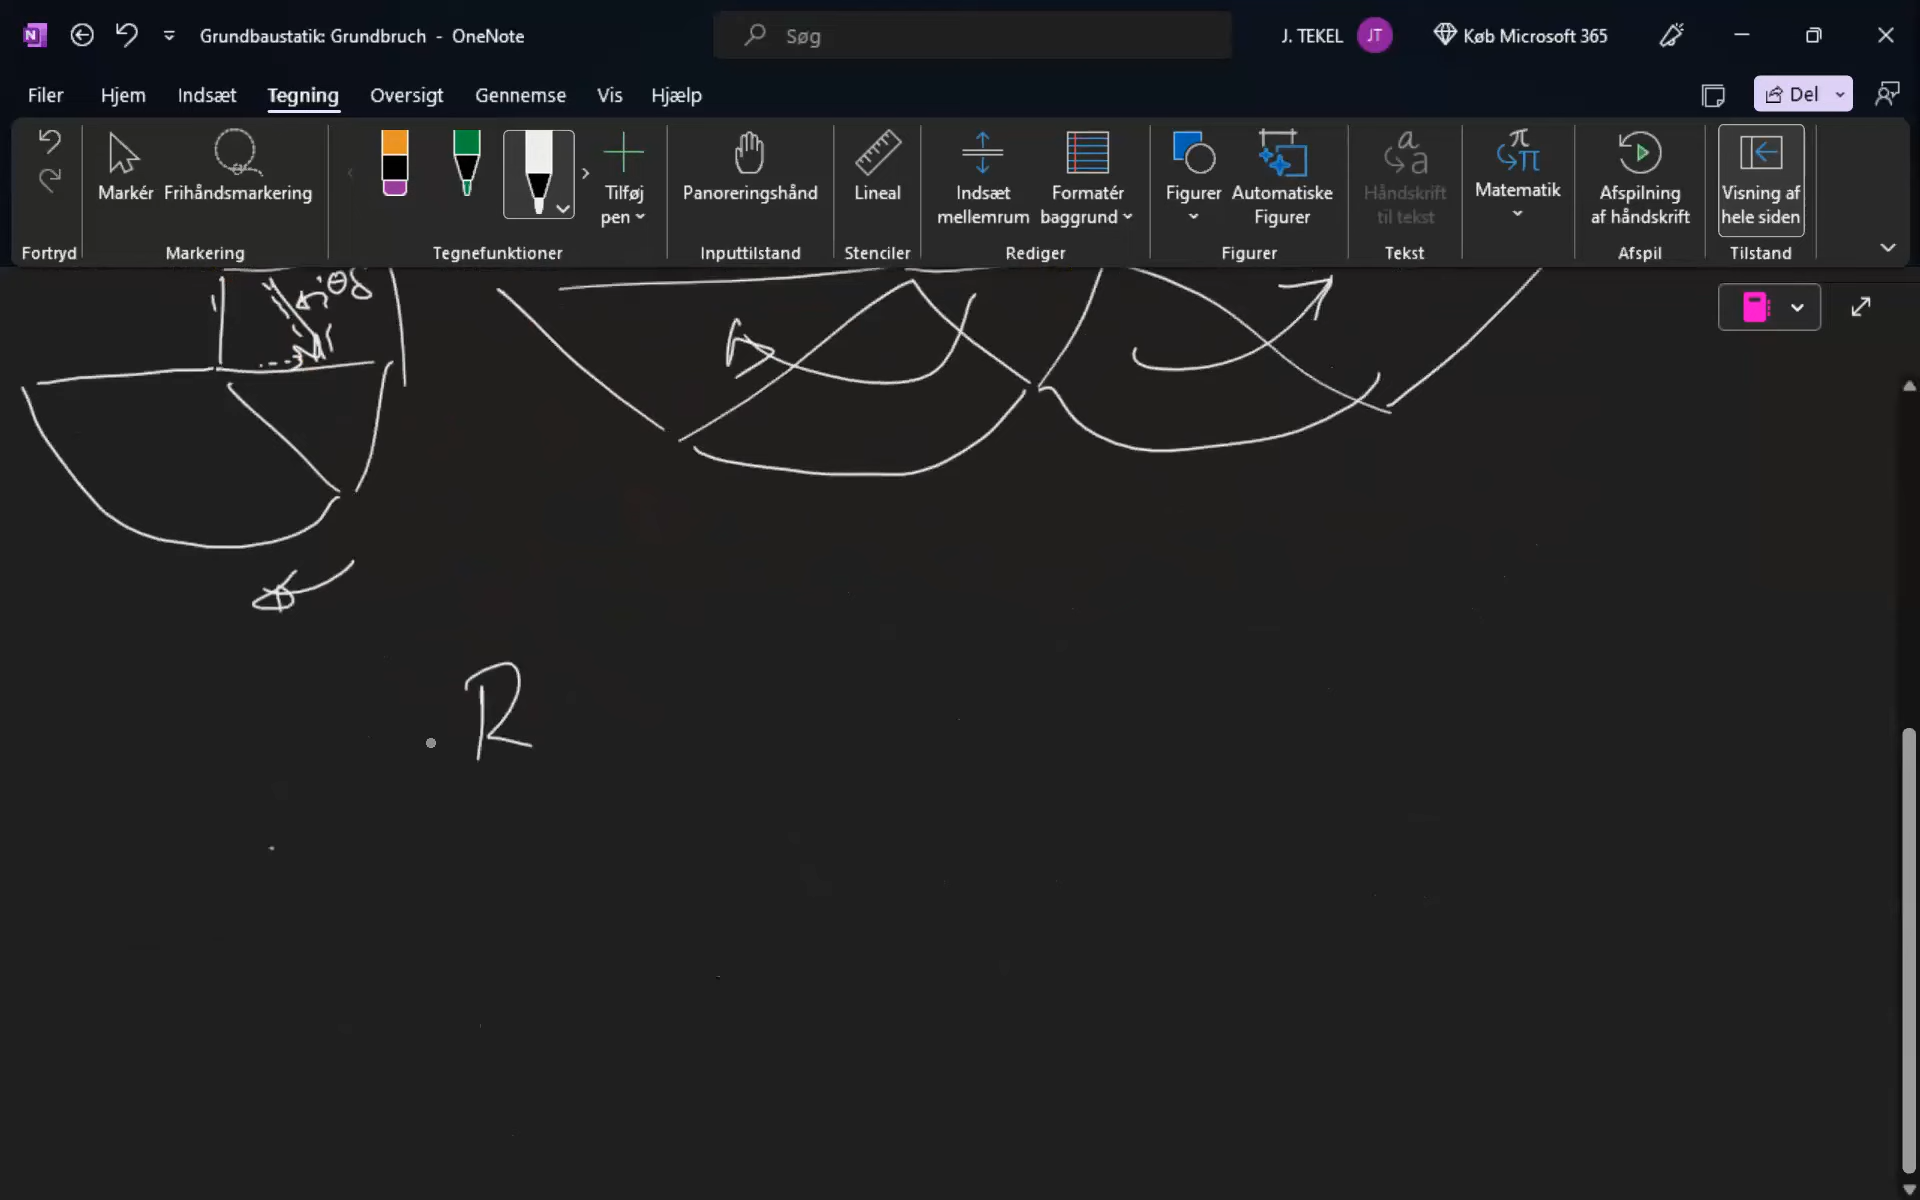 Grundbaustatik: Grundbruch - OneNote
Søg
J. TEKEL
JT
Køb Microsoft 365
Filer
Hjem
Indsæt
Tegning
Oversigt
Gennemse
Vis
Hjælp
Del
Markér
Frihåndsmarkering
Tilføj
pen
Panoreringshånd
Lineal
Indsæt
mellemrum
Formatér
baggrund
Figurer
Automatiske
Figurer
Håndskrift
til tekst
Matematik
Afspilning
af håndskrift
Visning af
hele siden
Fortryd
Markering
Tegnefunktioner
Inputtilstand
Stenciler
Rediger
Figurer
Tekst
Afspil
Tilstand
R